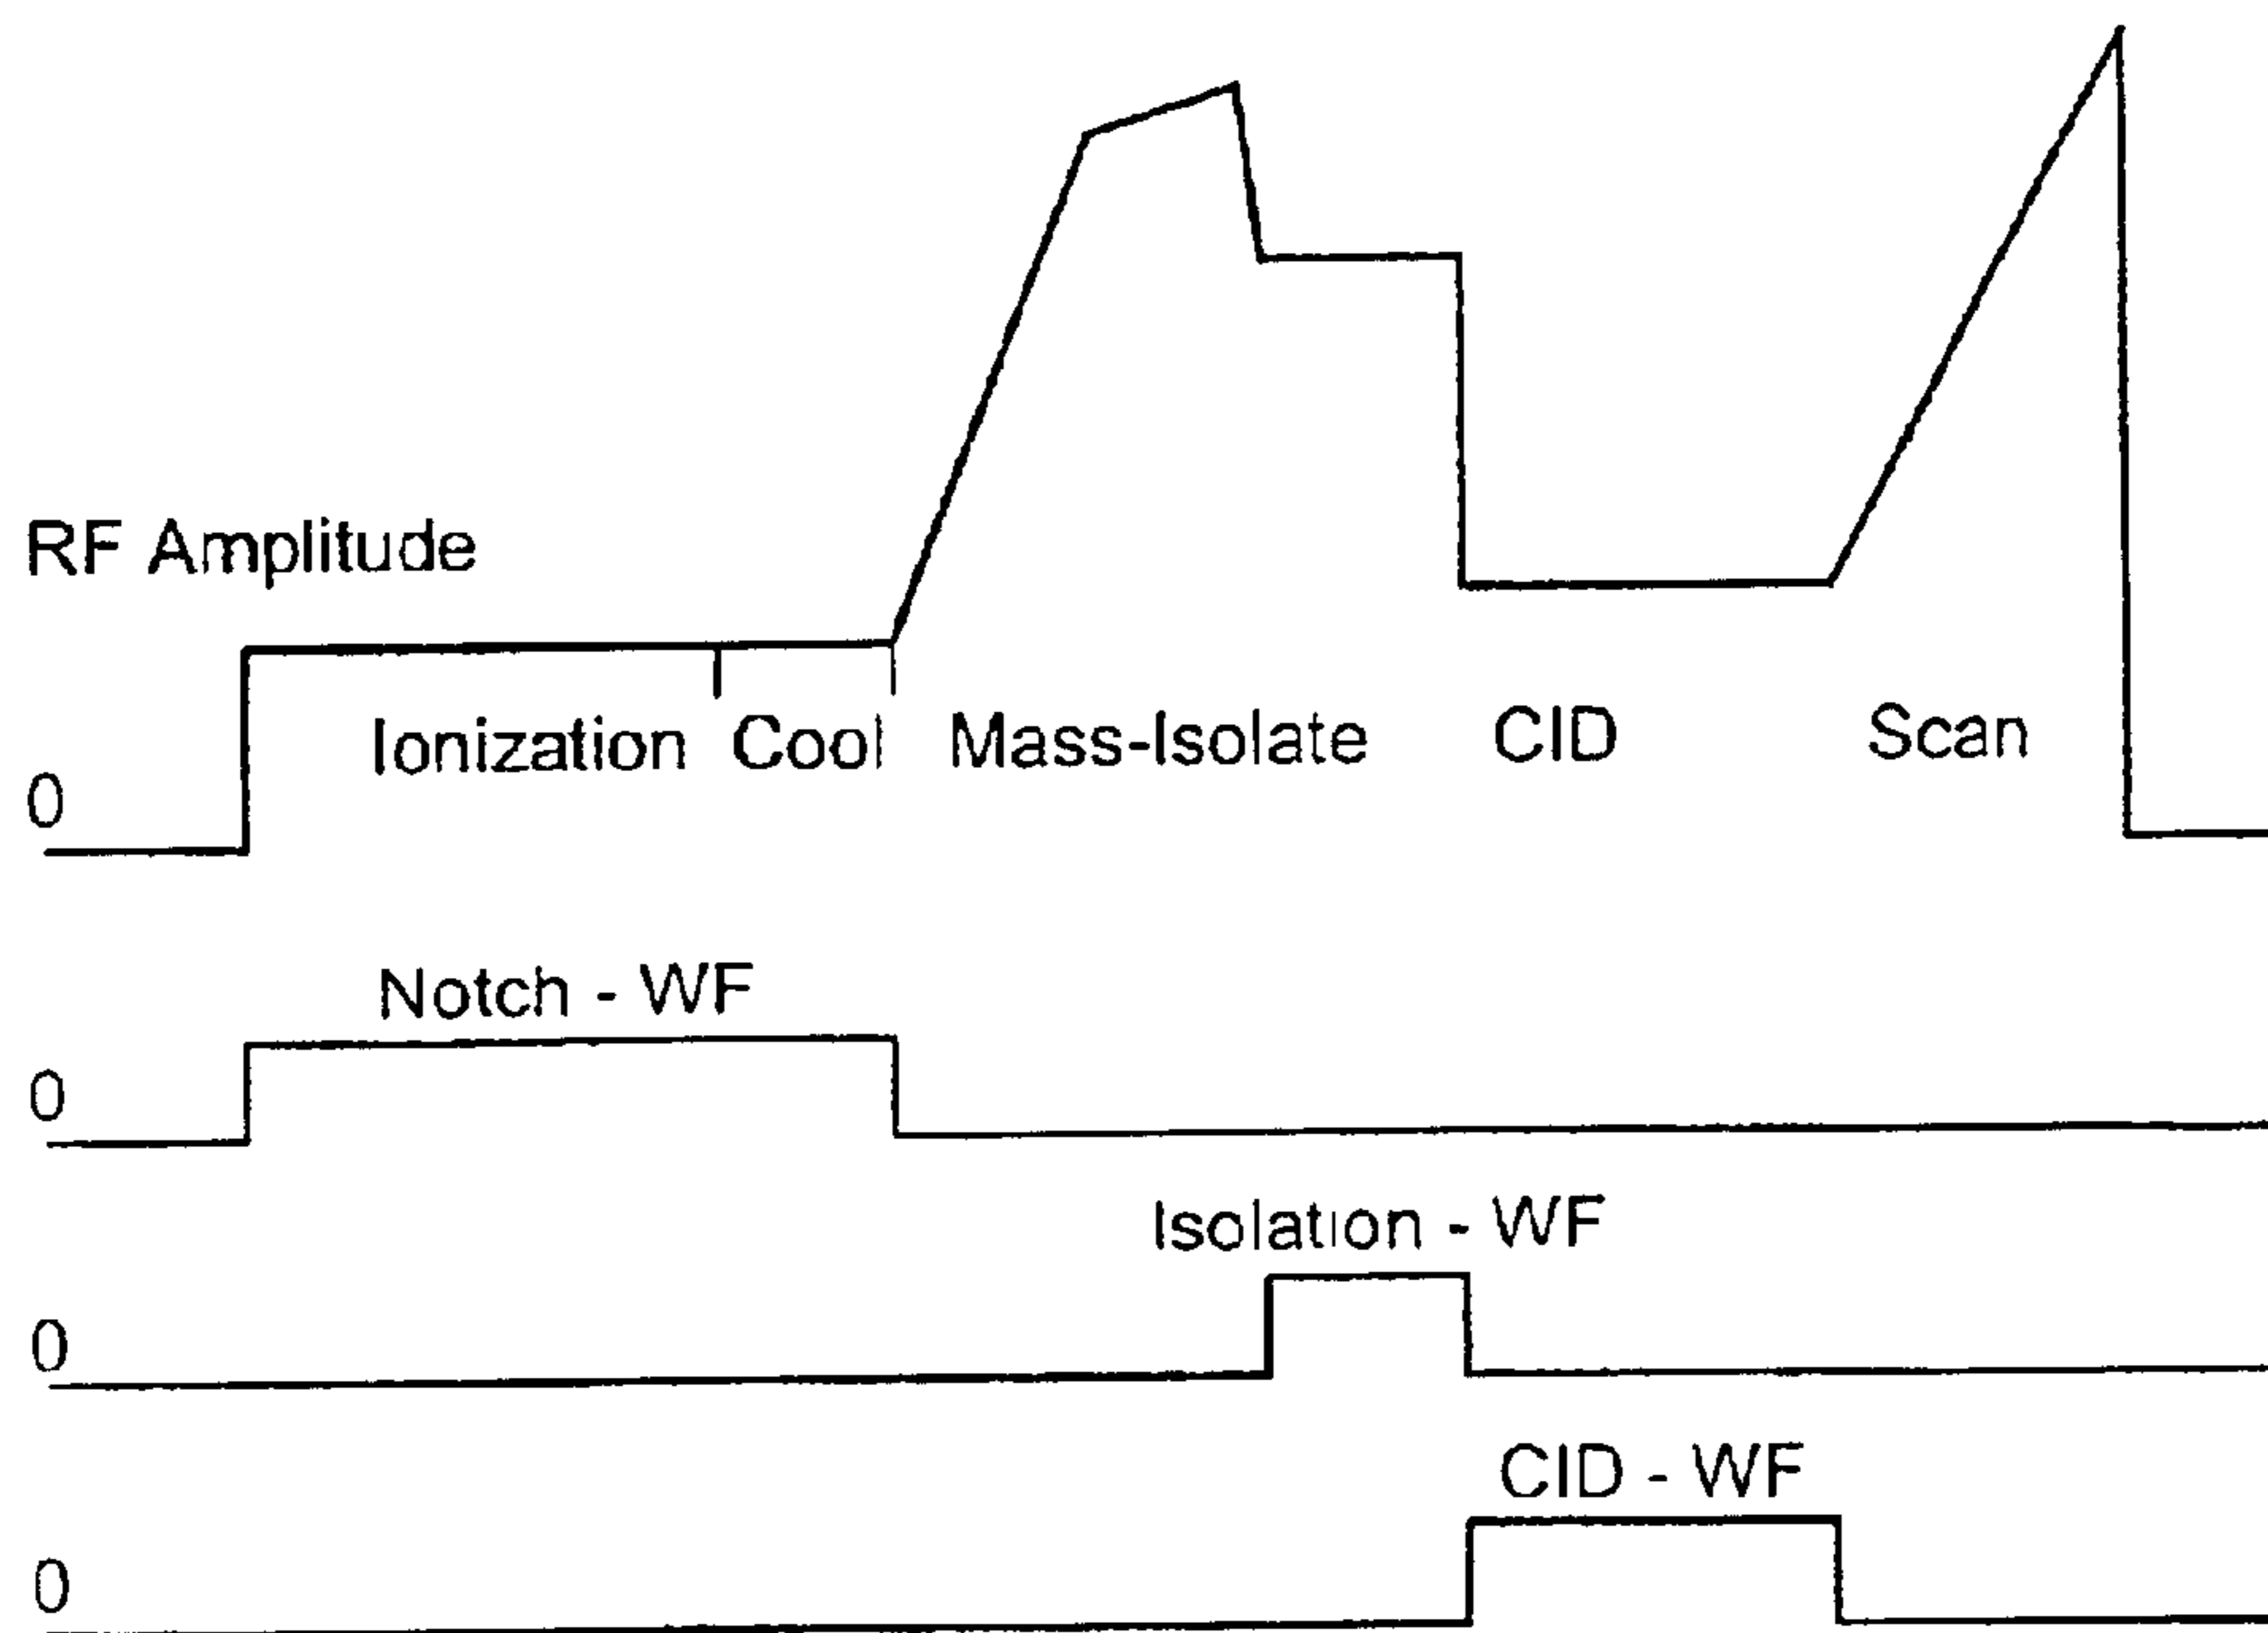 RF Amplitude
Ionization Cool Mass-Isolate CID Scan
0
Notch - WF
0
Isolation - WF
0
CID - WF
0